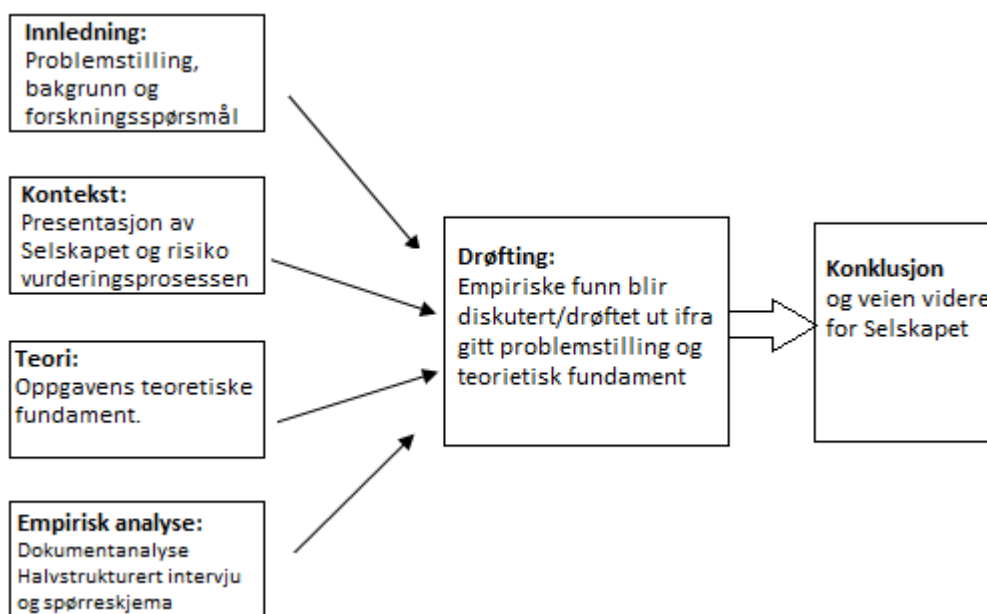 Innledning:
Problemstilling,
bakgrunn og
forskningsspørsmål
Kontekst:
Presentasjon av
Selskapet og risiko
vurderingsprosessen
Teori:
Oppgavens teoretiske
fundament.
Empirisk analyse:
Dokumentanalyse
Halvstrukturert intervju
og spørreskjema
Drøfting:
Empiriske funn blir
diskutert/drøftet ut ifra
gitt problemstilling og
teorietisk fundament
Konklusjon
og veien videre
for Selskapet